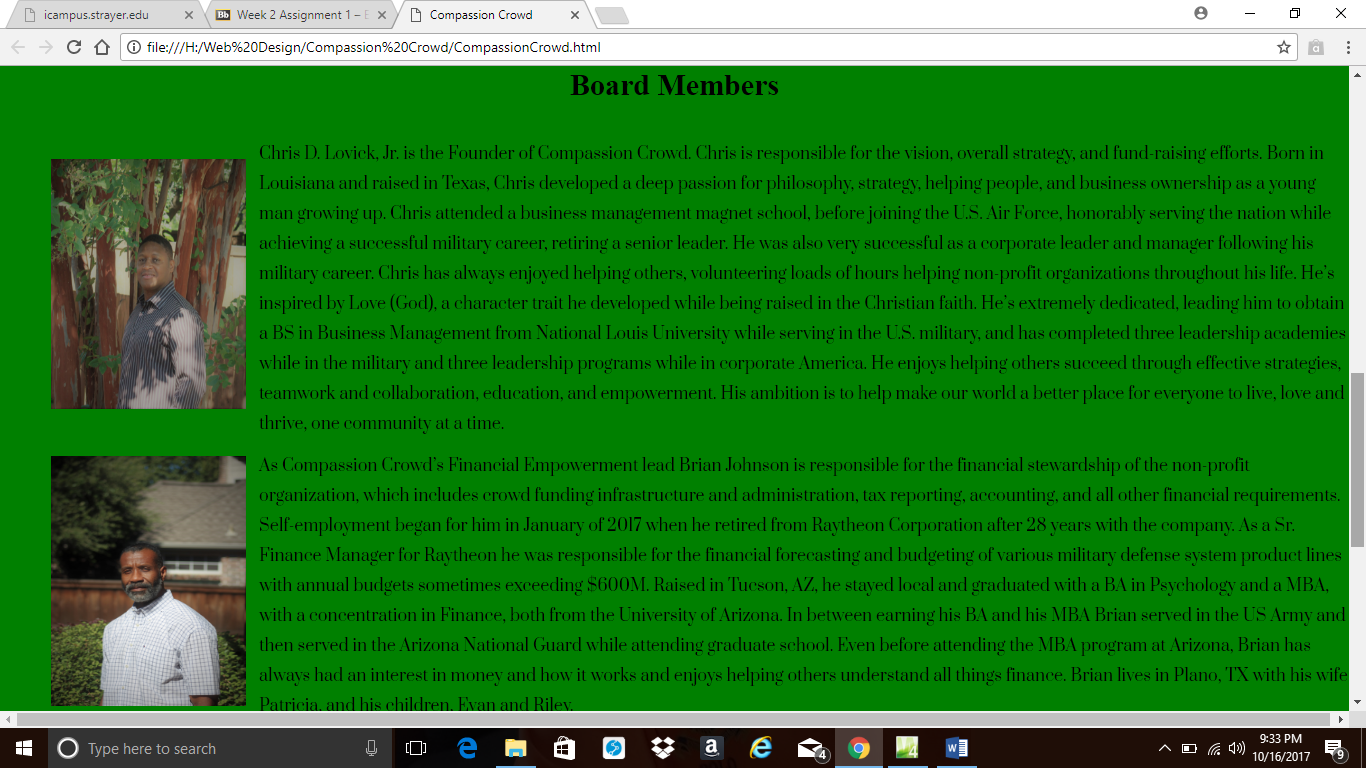 icampus.strayer.edu
Bb Week 2 Assignment 1 –
Compassion Crowd
file:///H:/Web%20Design/Compassion%20Crowd/CompassionCrowd.html
Board Members
Chris D. Lovick, Jr. is the Founder of Compassion Crowd. Chris is responsible for the vision, overall strategy, and fund-raising efforts. Born in
Louisiana and raised in Texas, Chris developed a deep passion for philosophy, strategy, helping people, and business ownership as a young
man growing up. Chris attended a business management magnet school, before joining the U.S. Air Force, honorably serving the nation while
achieving a successful military career, retiring a senior leader. He was also very successful as a corporate leader and manager following his
military career. Chris has always enjoyed helping others, volunteering loads of hours helping non-profit organizations throughout his life. He’s
inspired by Love (God), a character trait he developed while being raised in the Christian faith. He’s extremely dedicated, leading him to obtain
a BS in Business Management from National Louis University while serving in the U.S. military, and has completed three leadership academies
while in the military and three leadership programs while in corporate America. He enjoys helping others succeed through effective strategies,
teamwork and collaboration, education, and empowerment. His ambition is to help make our world a better place for everyone to live, love and
thrive, one community at a time.
As Compassion Crowd’s Financial Empowerment lead Brian Johnson is responsible for the financial stewardship of the non-profit
organization, which includes crowd funding infrastructure and administration, tax reporting, accounting, and all other financial requirements.
Self-employment began for him in January of 2017 when he retired from Raytheon Corporation after 28 years with the company. As a Sr.
Finance Manager for Raytheon he was responsible for the financial forecasting and budgeting of various military defense system product lines
with annual budgets sometimes exceeding $600M. Raised in Tucson, AZ, he stayed local and graduated with a BA in Psychology and a MBA,
with a concentration in Finance, both from the University of Arizona. In between earning his BA and his MBA Brian served in the US Army and
then served in the Arizona National Guard while attending graduate school. Even before attending the MBA program at Arizona, Brian has
always had an interest in money and how it works and enjoys helping others understand all things finance. Brian lives in Plano, TX with his wife
Patricia, and his children, Evan and Riley.
Type here to search
4
9:33 PM
10/16/2017
9